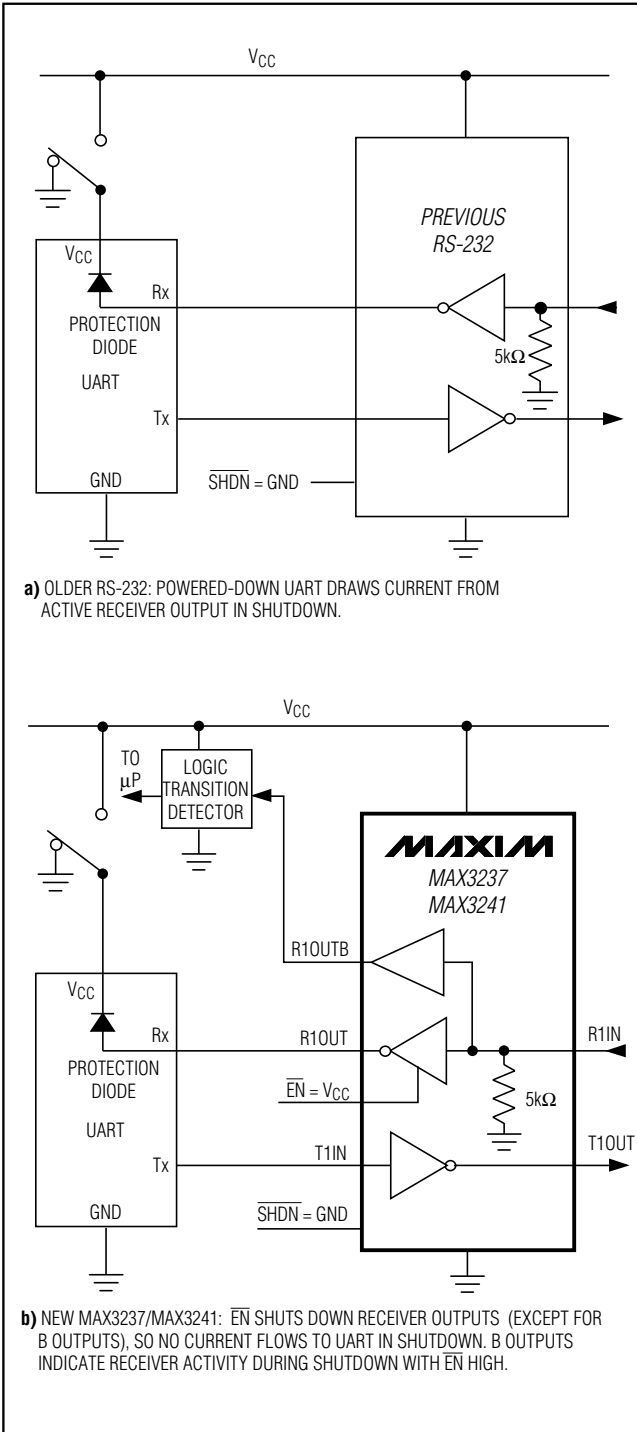 VCC
PREVIOUS
RS-232
VCC
Rx
PROTECTION
DIODE
5kΩ
UART
Tx
GND
SHDN = GND
a) OLDER RS-232: POWERED-DOWN UART DRAWS CURRENT FROM
ACTIVE RECEIVER OUTPUT IN SHUTDOWN.
VCC
TO
μP
LOGIC
TRANSITION
DETECTOR
MAXIM
MAX3237
MAX3241
R1OUTB
VCC
Rx
R1OUT
R1IN
PROTECTION
DIODE
EN = VCC
5kΩ
UART
Tx
T1IN
T1OUT
GND
SHDN = GND
b) NEW MAX3237/MAX3241: EN SHUTS DOWN RECEIVER OUTPUTS (EXCEPT FOR
B OUTPUTS), SO NO CURRENT FLOWS TO UART IN SHUTDOWN. B OUTPUTS
INDICATE RECEIVER ACTIVITY DURING SHUTDOWN WITH EN HIGH.